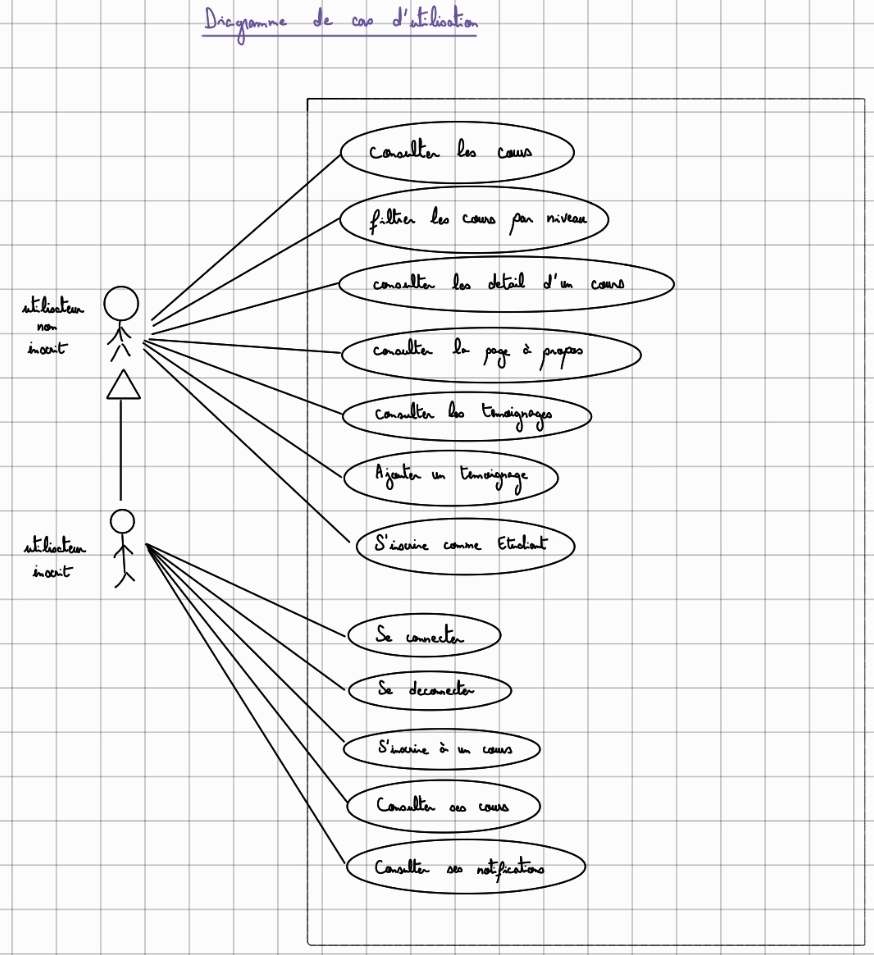 Diagramme de cas d'utilisation
Consulter les cours
filtrer les cours par niveau
consulter les detail d'un cours
utilisateur
non
inscrit
consulter la page à propos
consulter les temoignages
Ajouter un temoignage
S'inscrire comme Etudiant
utilisateur
inscrit
Se connecter
Se deconnecter
S'inscrire à un cours
Consulter ses cours
Consulter ses notifications